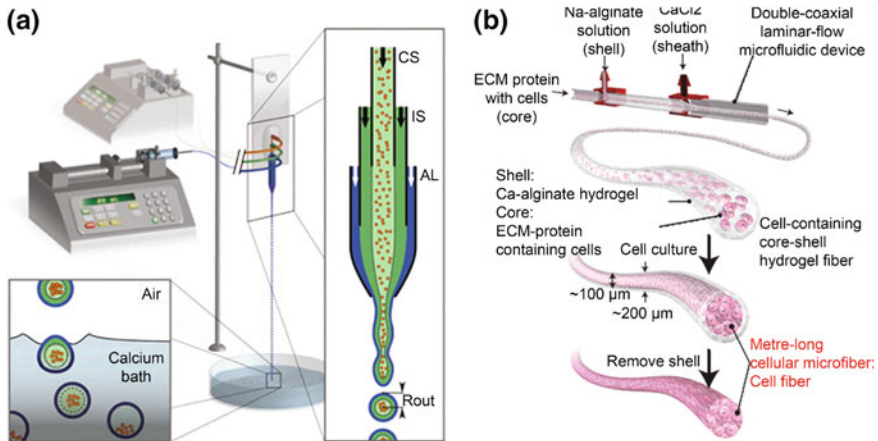 (a)
CS
IS
AL
Air
Calcium
bath
Rout
(b)
Na-alginate
solution
(shell)
CaCl2
solution
(sheath)
Double-coaxial
laminar-flow
microfluidic device
ECM protein
with cells
(core)
Shell:
Ca-alginate hydrogel
Core:
ECM-protein
containing cells
Cell-containing
core-shell
hydrogel fiber
Cell culture
~100 µm
~200 µm
Metre-long
cellular microfiber:
Cell fiber
Remove shell